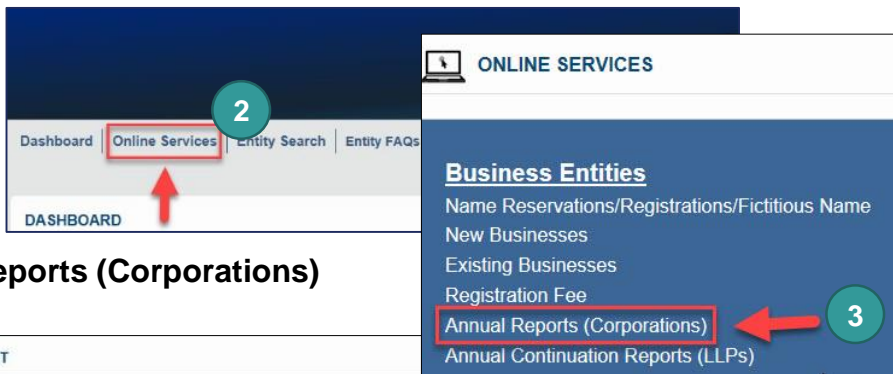 2
Dashboard | Online Services | Entity Search | Entity FAQs
DASHBOARD
eports (Corporations)
T
ONLINE SERVICES
Business Entities
Name Reservations/Registrations/Fictitious Name
New Businesses
Existing Businesses
Registration Fee
Annual Reports (Corporations)
3
Annual Continuation Reports (LLPs)